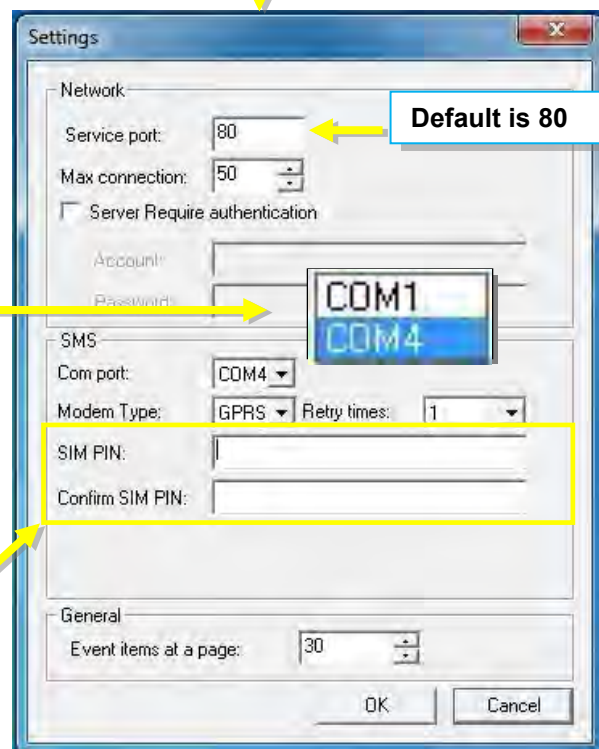 Settings
Network
Service port: 80
Default is 80
Max connection: 50
Server Require authentication
Account:
Password:
COM1
COM4
SMS
Com port: COM4
Modem Type: GPRS Retry times: 1
SIM PIN:
Confirm SIM PIN:
General
Event items at a page: 30
OK Cancel